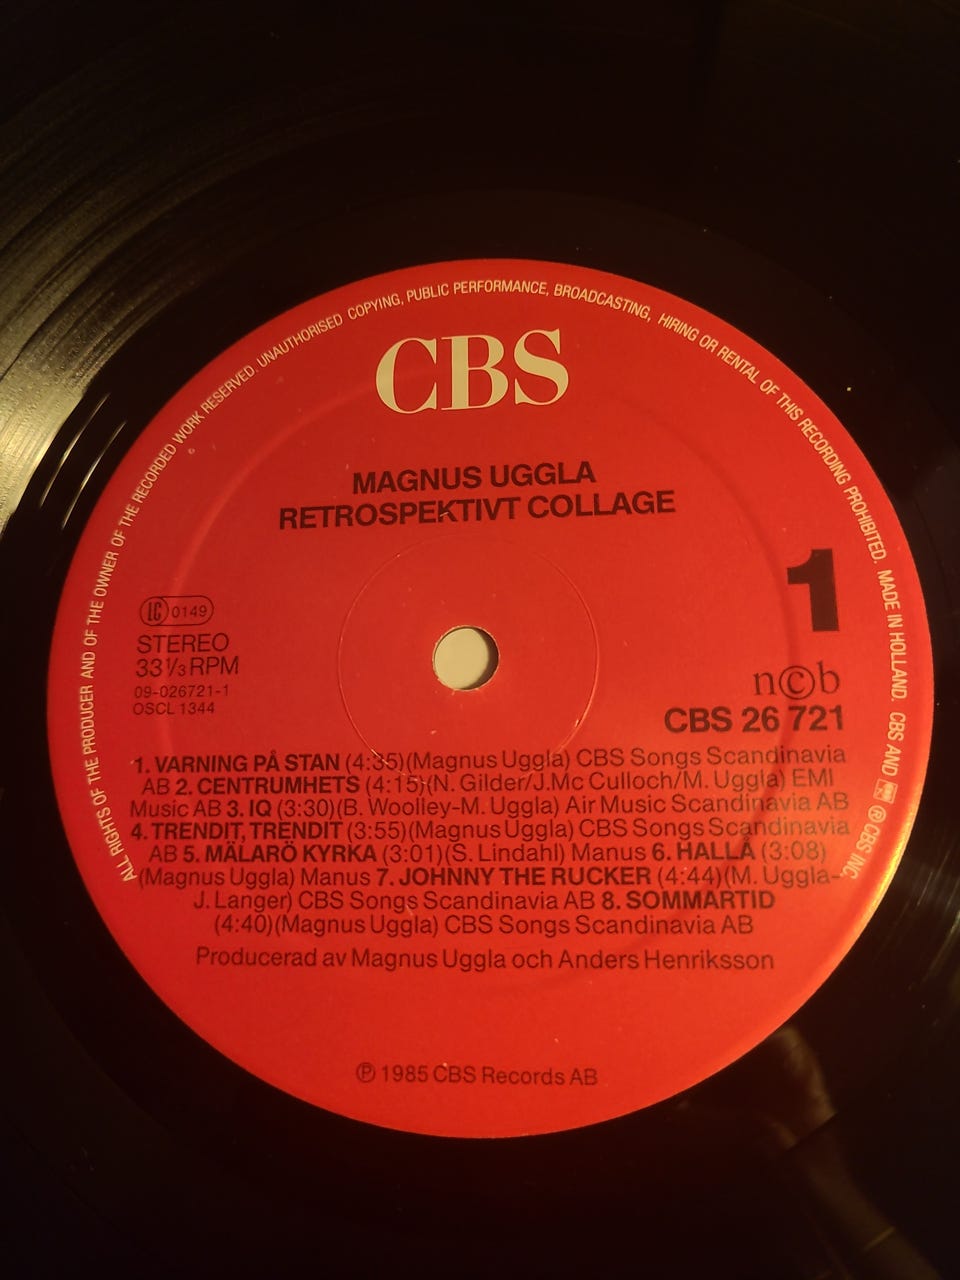 ALL RIGHTS OF THE PRODUCER AND OF THE OWNER OF THE RECORDED WORK RESERVED. UNAUTHORISED COPYING, PUBLIC PERFORMANCE, BROADCASTING, HIRING OR RENTAL OF THIS RECORDING PROHIBITED. MADE IN HOLLAND. CBS AND ℗ CBS INC.
CBS
MAGNUS UGGLA
RETROSPEKTIVT COLLAGE
1
LC 0149
STEREO
33 1/3 RPM
09-026721-1
OSCL 1344
n©b
CBS 26 721
1. VARNING PÅ STAN (4:35)(Magnus Uggla) CBS Songs Scandinavia
AB 2. CENTRUMHETS (4:15)(N. Gilder/J.Mc Culloch/M. Uggla) EMI
Music AB 3. IQ (3:30)(B. Woolley-M. Uggla) Air Music Scandinavia AB
4. TRENDIT, TRENDIT (3:55)(Magnus Uggla) CBS Songs Scandinavia
AB 5. MÄLARÖ KYRKA (3:01)(S. Lindahl) Manus 6. HALLÅ (3:08)
(Magnus Uggla) Manus 7. JOHNNY THE RUCKER (4:44)(M. Uggla-
J. Langer) CBS Songs Scandinavia AB 8. SOMMARTID
(4:40)(Magnus Uggla) CBS Songs Scandinavia AB
Producerad av Magnus Uggla och Anders Henriksson
℗ 1985 CBS Records AB